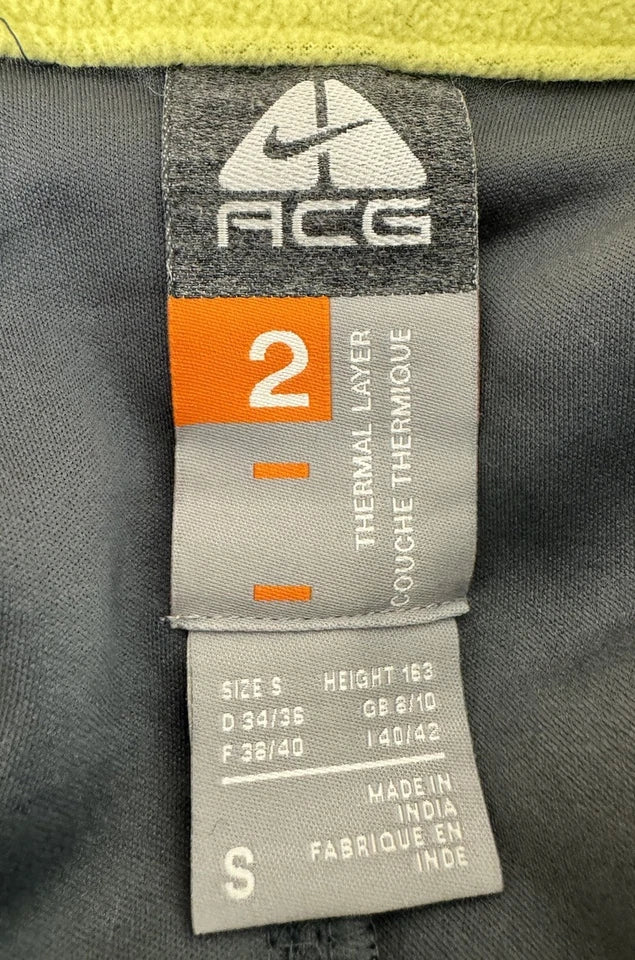 ACG
2
THERMAL LAYER
COUCHE THERMIQUE
SIZE S HEIGHT 163
D 34/36 GB 8/10
F 38/40 I 40/42
MADE IN
INDIA
FABRIQUE EN
INDE
S